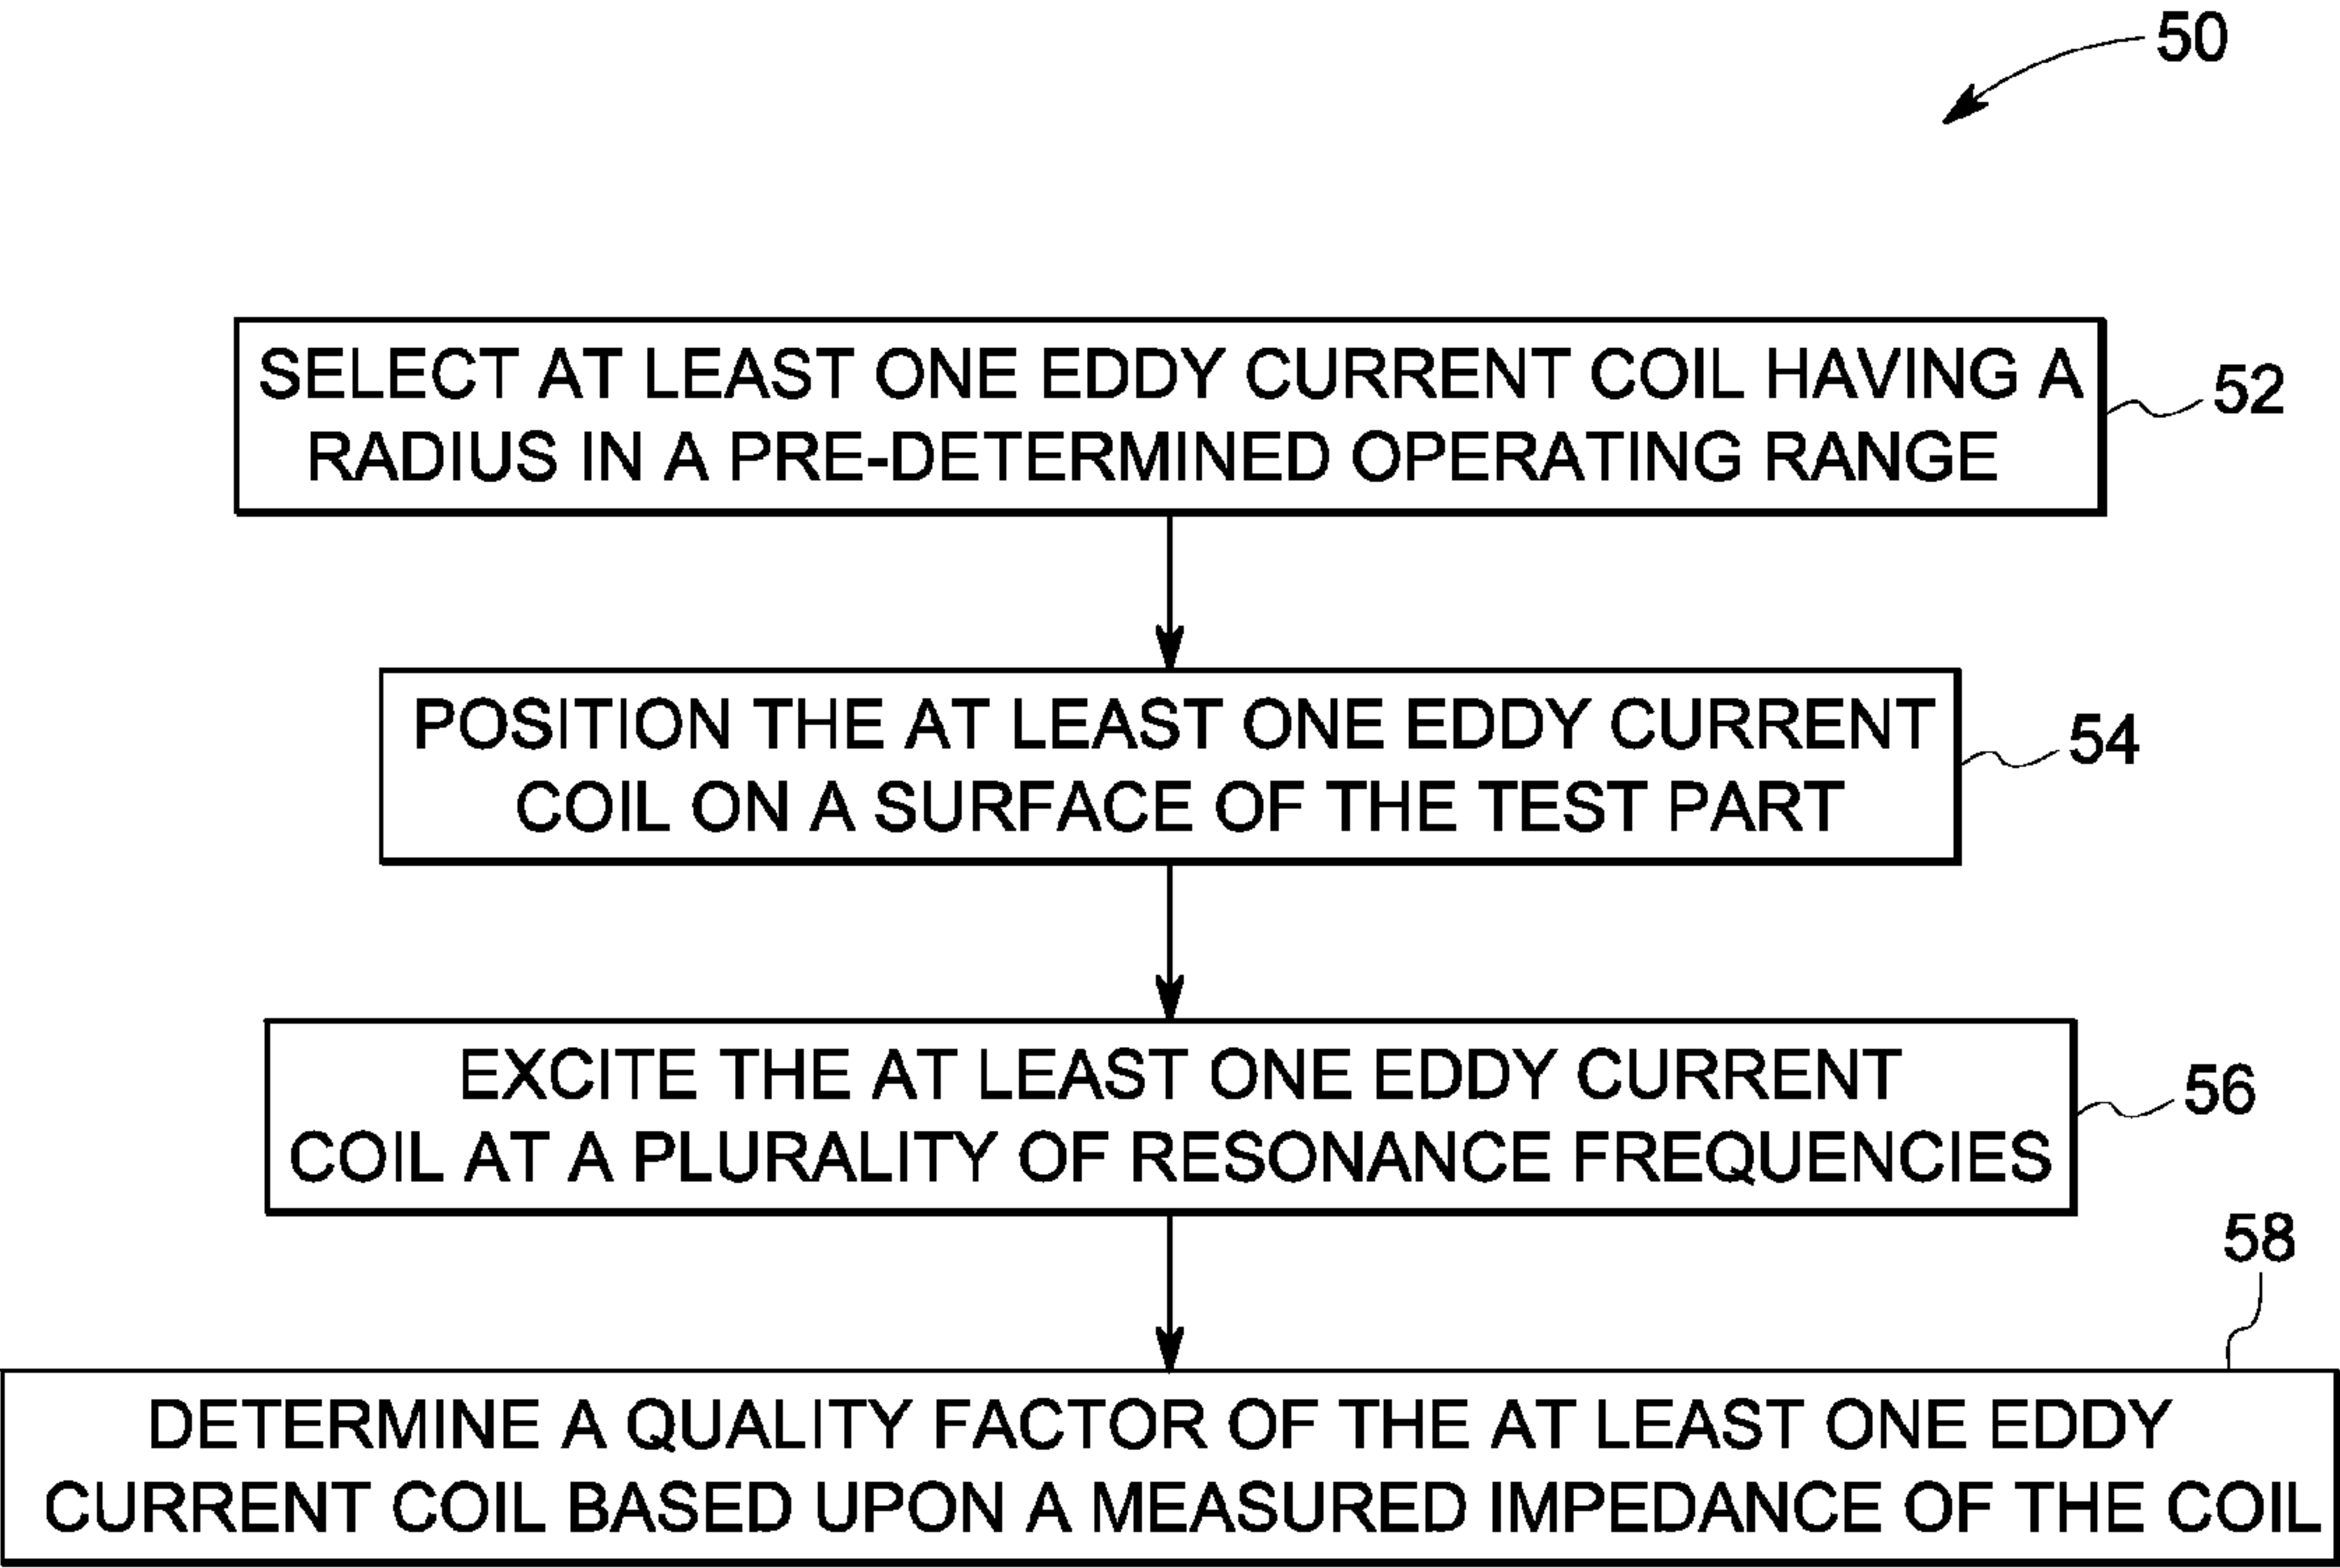 50
SELECT AT LEAST ONE EDDY CURRENT COIL HAVING A
RADIUS IN A PRE-DETERMINED OPERATING RANGE
52
POSITION THE AT LEAST ONE EDDY CURRENT
COIL ON A SURFACE OF THE TEST PART
54
EXCITE THE AT LEAST ONE EDDY CURRENT
COIL AT A PLURALITY OF RESONANCE FREQUENCIES
56
58
DETERMINE A QUALITY FACTOR OF THE AT LEAST ONE EDDY
CURRENT COIL BASED UPON A MEASURED IMPEDANCE OF THE COIL